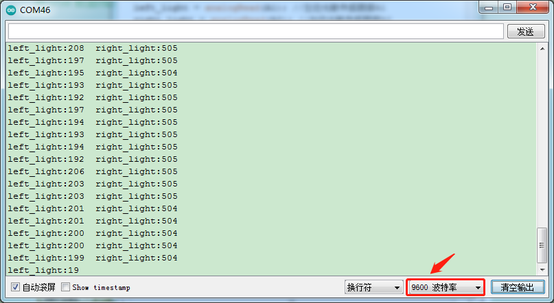 COM46
发送
left_light:208 right_light:505
left_light:197 right_light:505
left_light:195 right_light:504
left_light:193 right_light:505
left_light:192 right_light:505
left_light:197 right_light:505
left_light:194 right_light:505
left_light:193 right_light:505
left_light:194 right_light:505
left_light:192 right_light:505
left_light:206 right_light:505
left_light:203 right_light:505
left_light:203 right_light:505
left_light:201 right_light:504
left_light:201 right_light:504
left_light:200 right_light:504
left_light:200 right_light:504
left_light:199 right_light:504
left_light:19
自动滚屏 Show timestamp 换行符 9600 波特率 清空输出